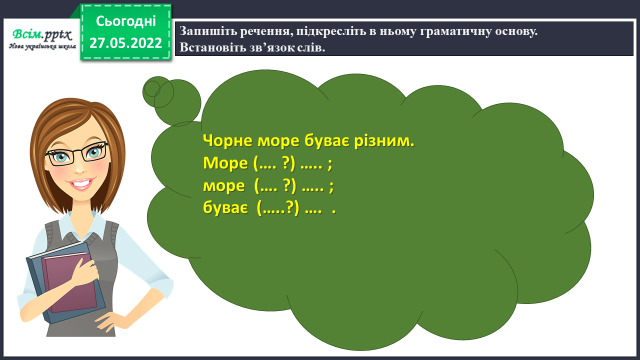 Всім.pptx
Нова українська школа
Сьогодні
27.05.2022
Запишіть речення, підкресліть в ньому граматичну основу.
Встановіть зв’язок слів.
Чорне море буває різним.
Море (…. ?) ….. ;
море (…. ?) ….. ;
буває (…..?) …. .